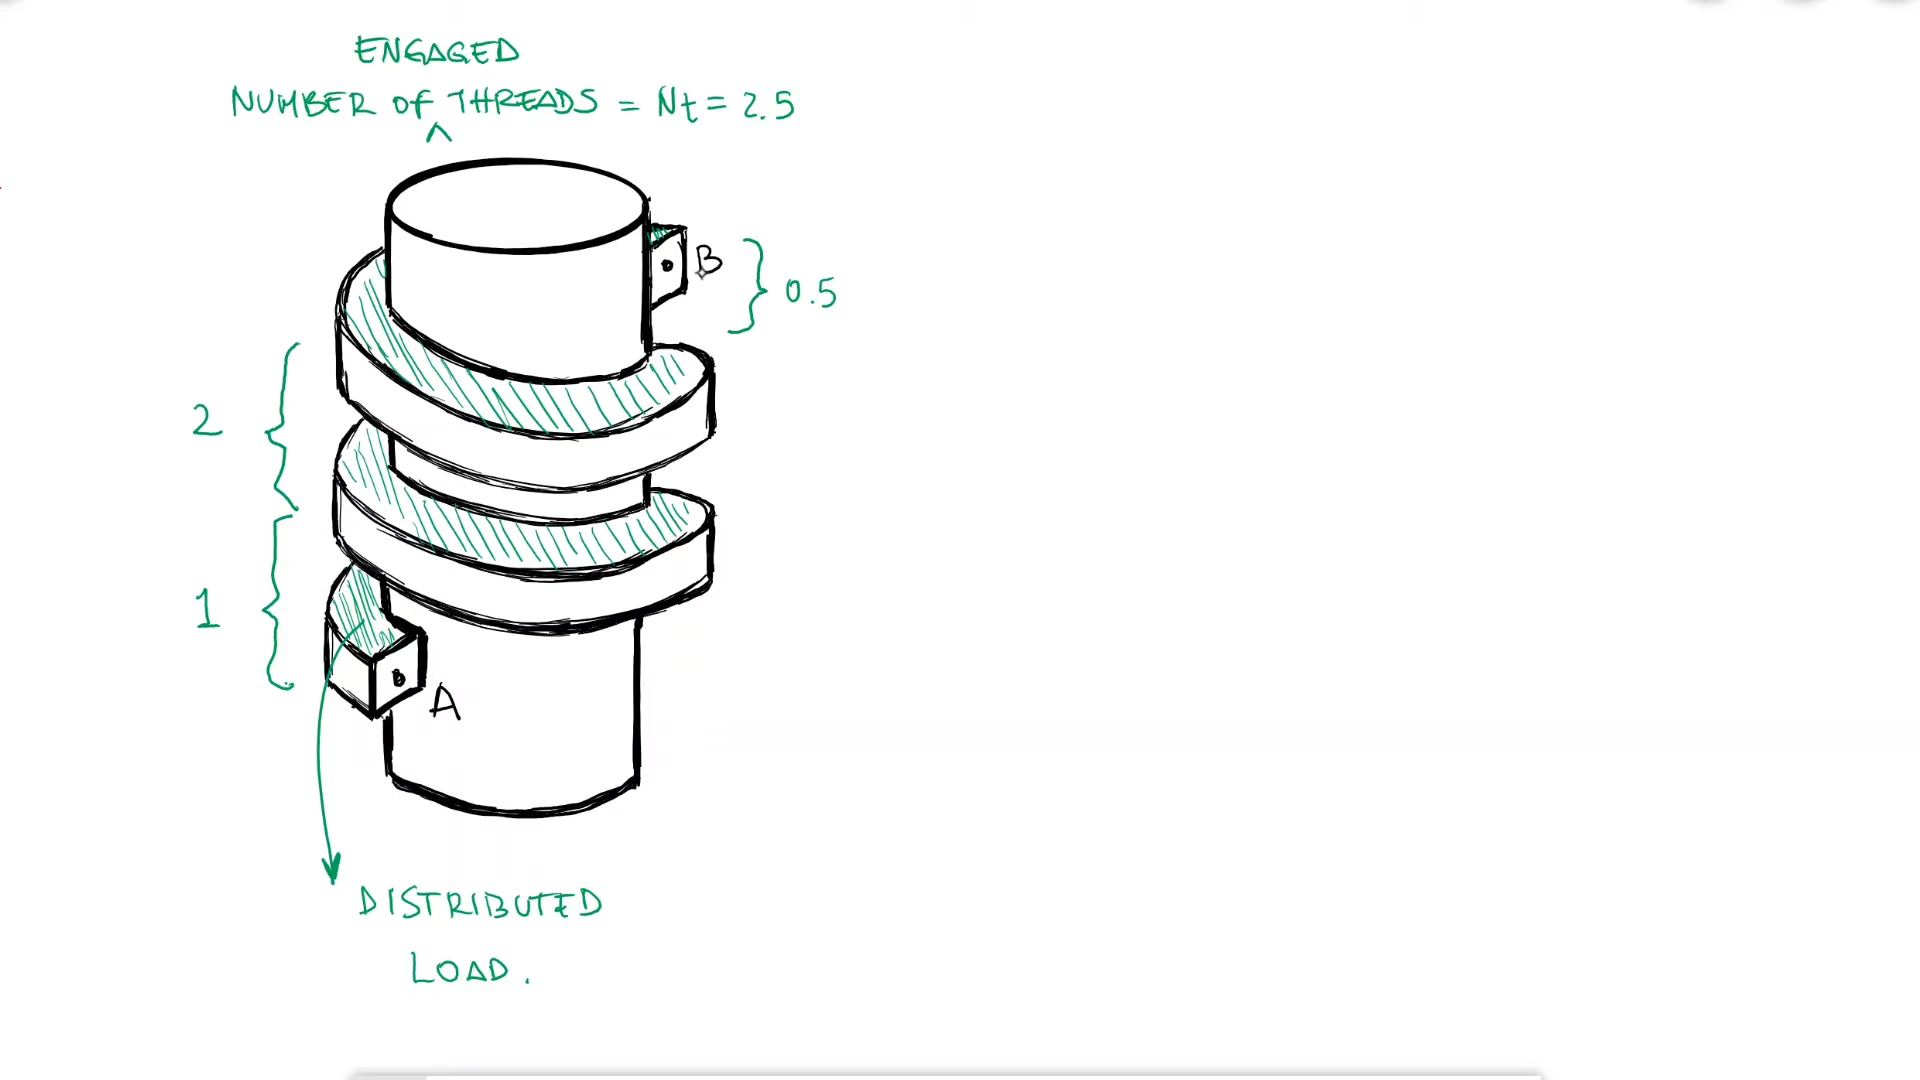 ENGAGED
NUMBER OF THREADS = Nt = 2.5
^
B
0.5
2
1
A
DISTRIBUTED
LOAD.